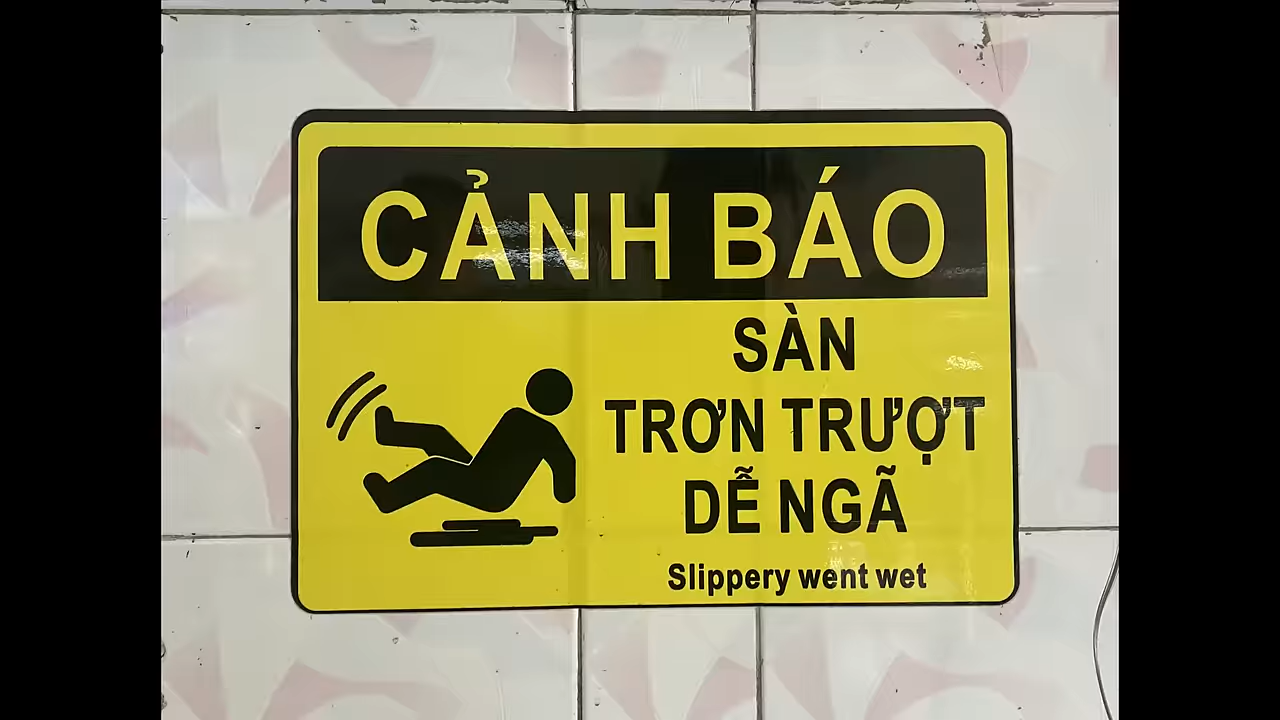 CẢNH BÁO
SÀN
TRƠN TRƯỢT
DỄ NGÃ
Slippery went wet